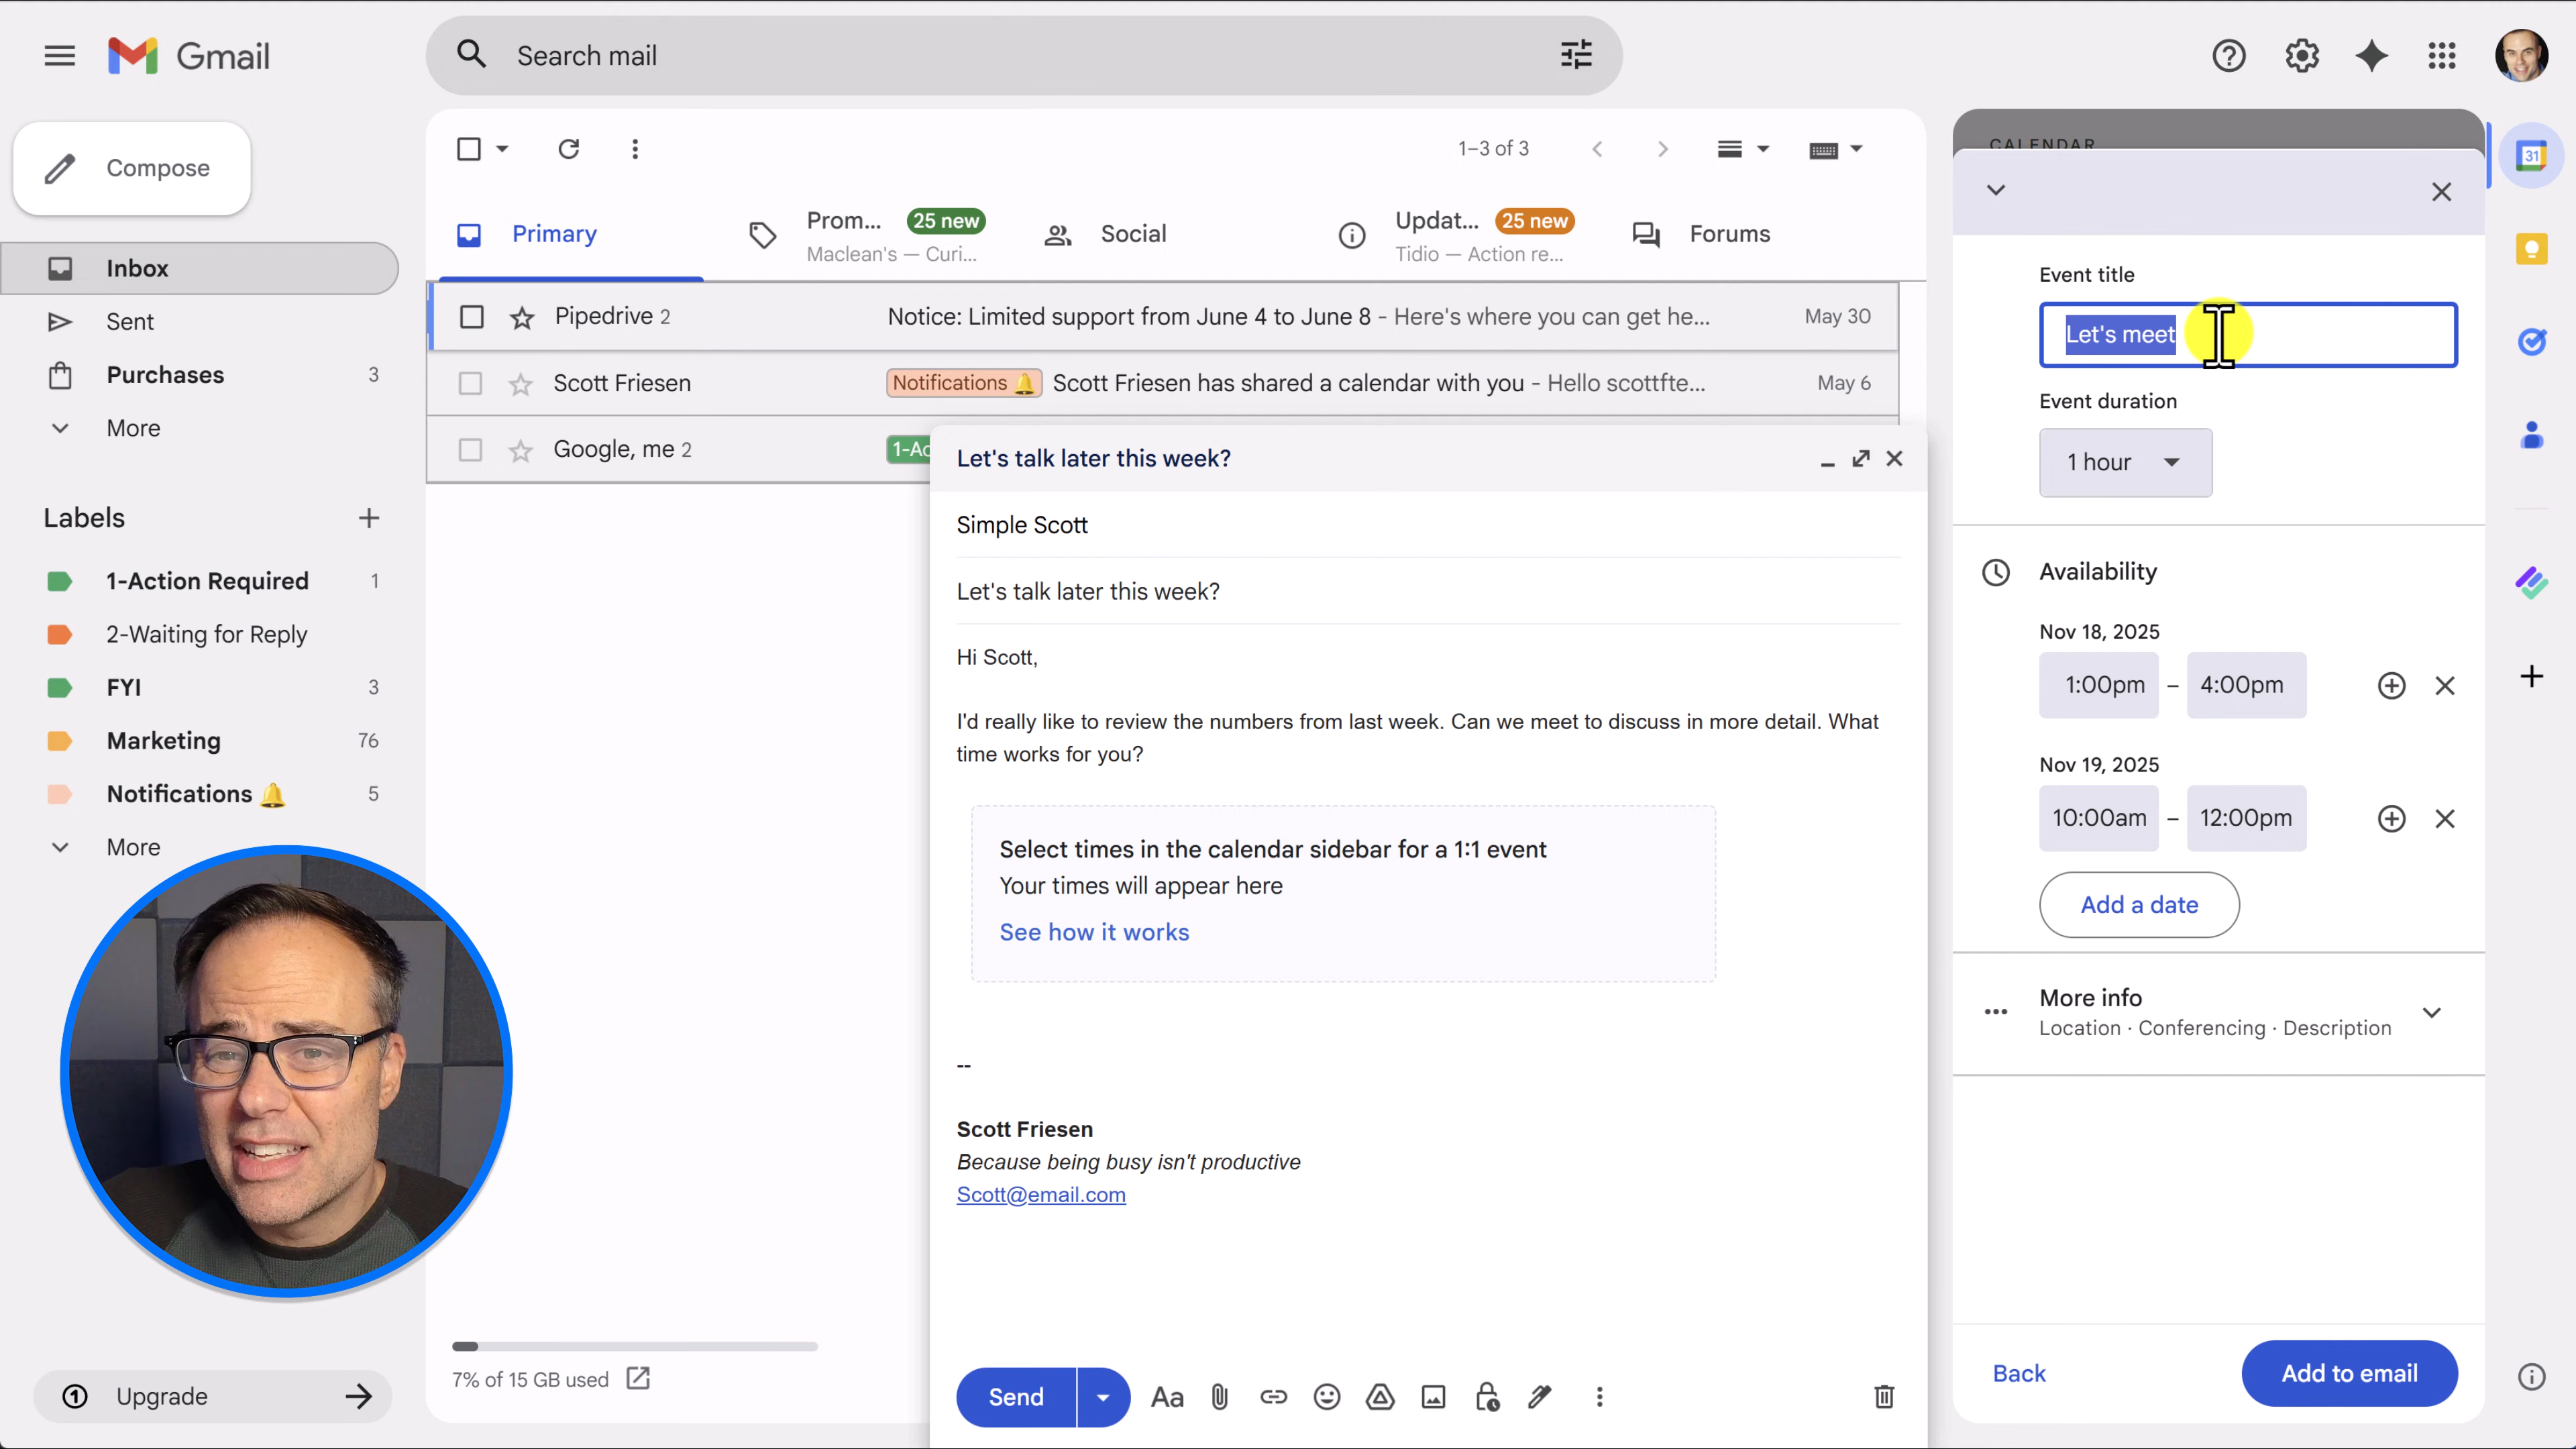 Gmail
Search mail
Compose
Inbox
Sent
Purchases 3
More
Labels
1-Action Required 1
2-Waiting for Reply
FYI 3
Marketing 76
Notifications 🔔 5
More
Upgrade
1–3 of 3
Primary
Prom... 25 new
Maclean's — Curi...
Social
Updat... 25 new
Tidio — Action re...
Forums
Pipedrive 2 Notice: Limited support from June 4 to June 8 - Here's where you can get he... May 30
Scott Friesen Notifications 🔔 Scott Friesen has shared a calendar with you - Hello scottfte... May 6
Google, me 2 1-Ac
7% of 15 GB used
Let's talk later this week?
Simple Scott
Let's talk later this week?
Hi Scott,
I'd really like to review the numbers from last week. Can we meet to discuss in more detail. What
time works for you?
Select times in the calendar sidebar for a 1:1 event
Your times will appear here
See how it works
--
Scott Friesen
Because being busy isn't productive
Scott@email.com
Send
Aa
CALENDAR
Event title
Let's meet
Event duration
1 hour
Availability
Nov 18, 2025
1:00pm – 4:00pm
Nov 19, 2025
10:00am – 12:00pm
Add a date
More info
Location · Conferencing · Description
Back
Add to email
31